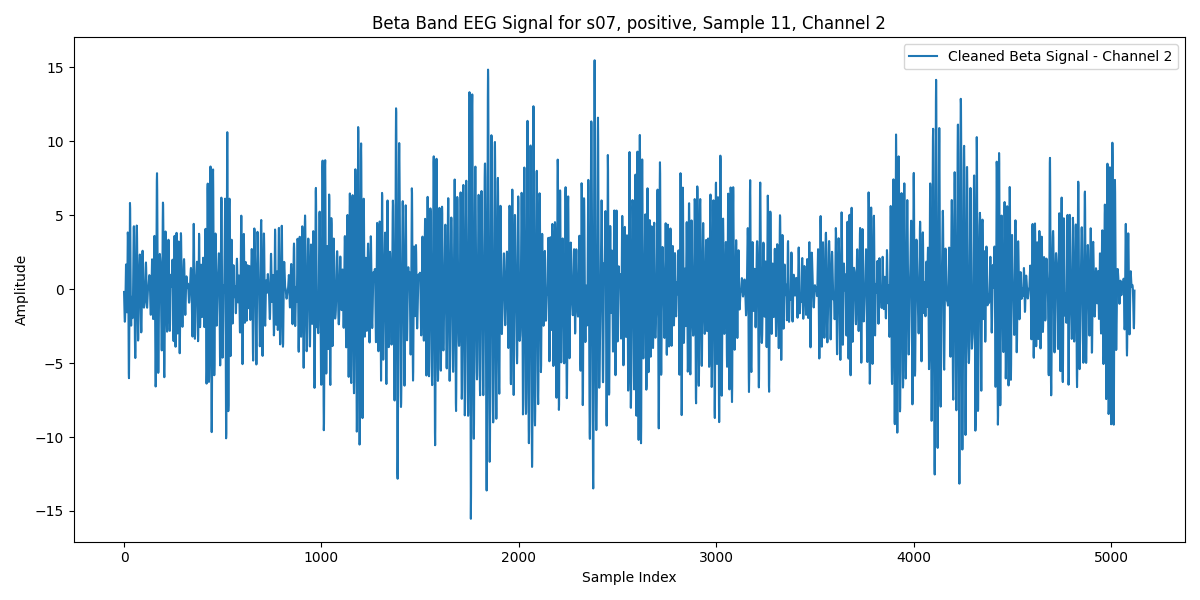 Beta Band EEG Signal for s07, positive, Sample 11, Channel 2
Cleaned Beta Signal - Channel 2
Amplitude
15
10
5
0
−5
−10
−15
0 1000 2000 3000 4000 5000
Sample Index